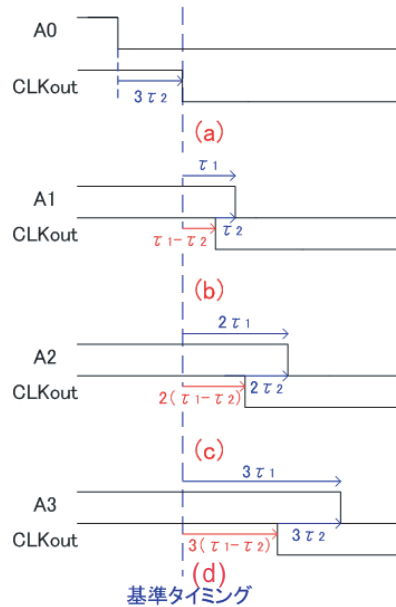 A0
CLKout
3τ2
(a)
τ1
A1
CLKout
τ1-τ2
τ2
(b)
2τ1
A2
CLKout
2(τ1-τ2)
2τ2
(c)
3τ1
A3
CLKout
3(τ1-τ2)
3τ2
(d)
基準タイミング